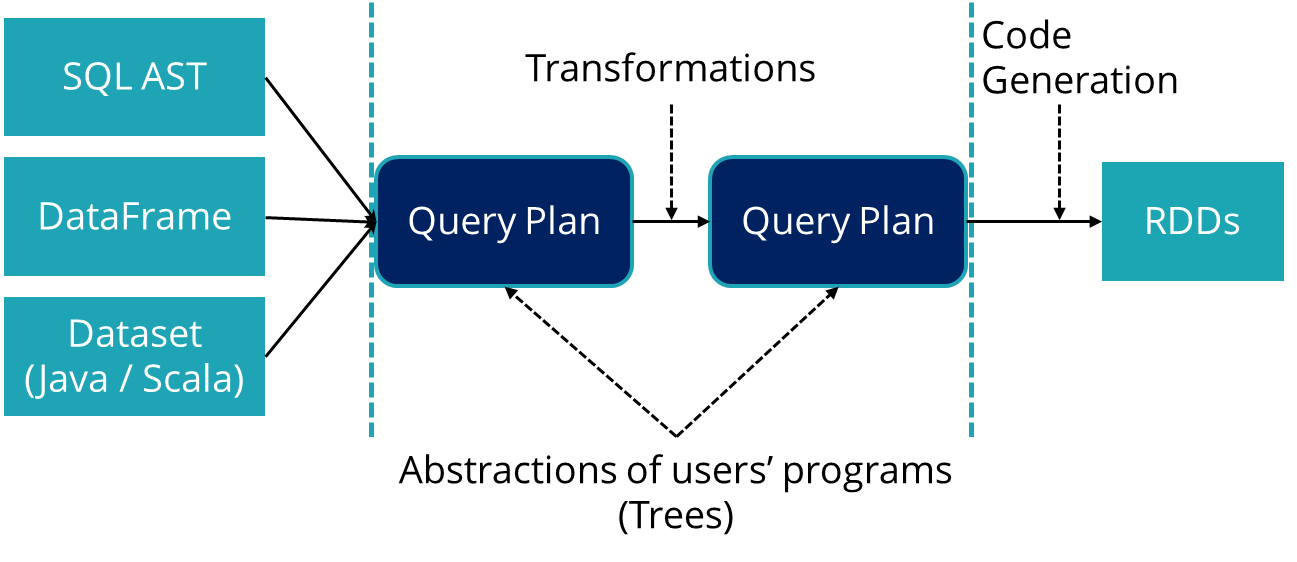 SQL AST
DataFrame
Dataset
(Java / Scala)
Transformations
Query Plan
Query Plan
Abstractions of users’ programs
(Trees)
Code
Generation
RDDs